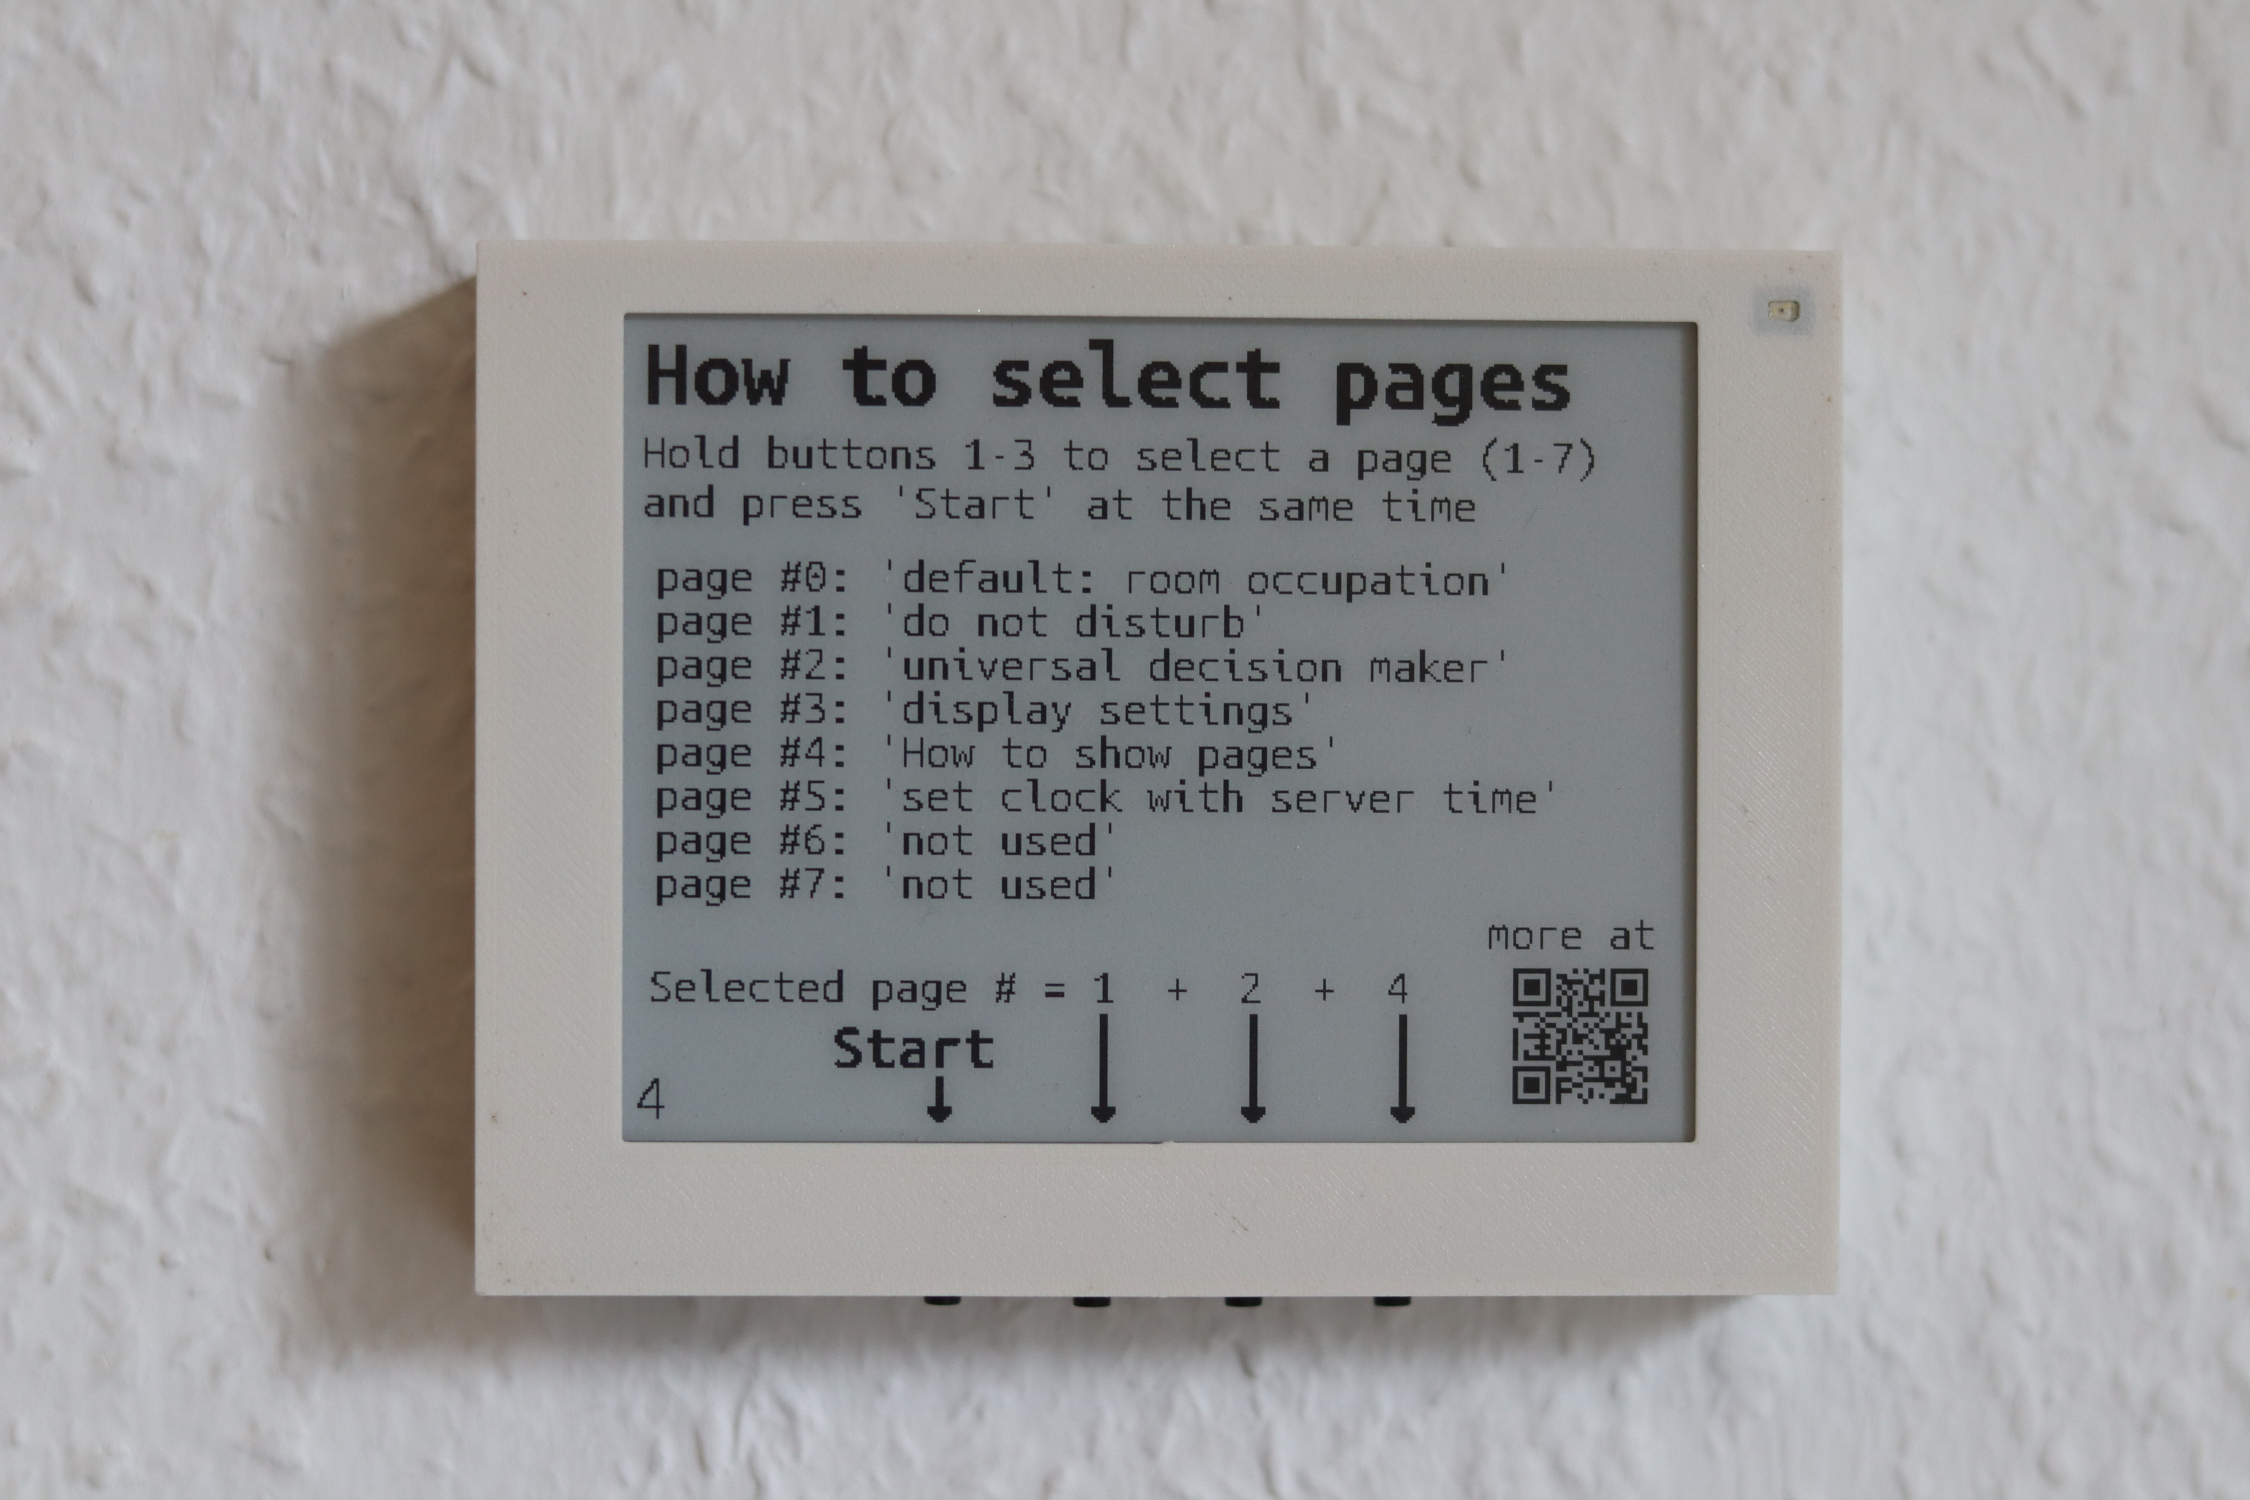 How to select pages
Hold buttons 1-3 to select a page (1-7)
and press 'Start' at the same time
page #0: 'default: room occupation'
page #1: 'do not disturb'
page #2: 'universal decision maker'
page #3: 'display settings'
page #4: 'How to show pages'
page #5: 'set clock with server time'
page #6: 'not used'
page #7: 'not used'
more at
Selected page # = 1 + 2 + 4
Start
4